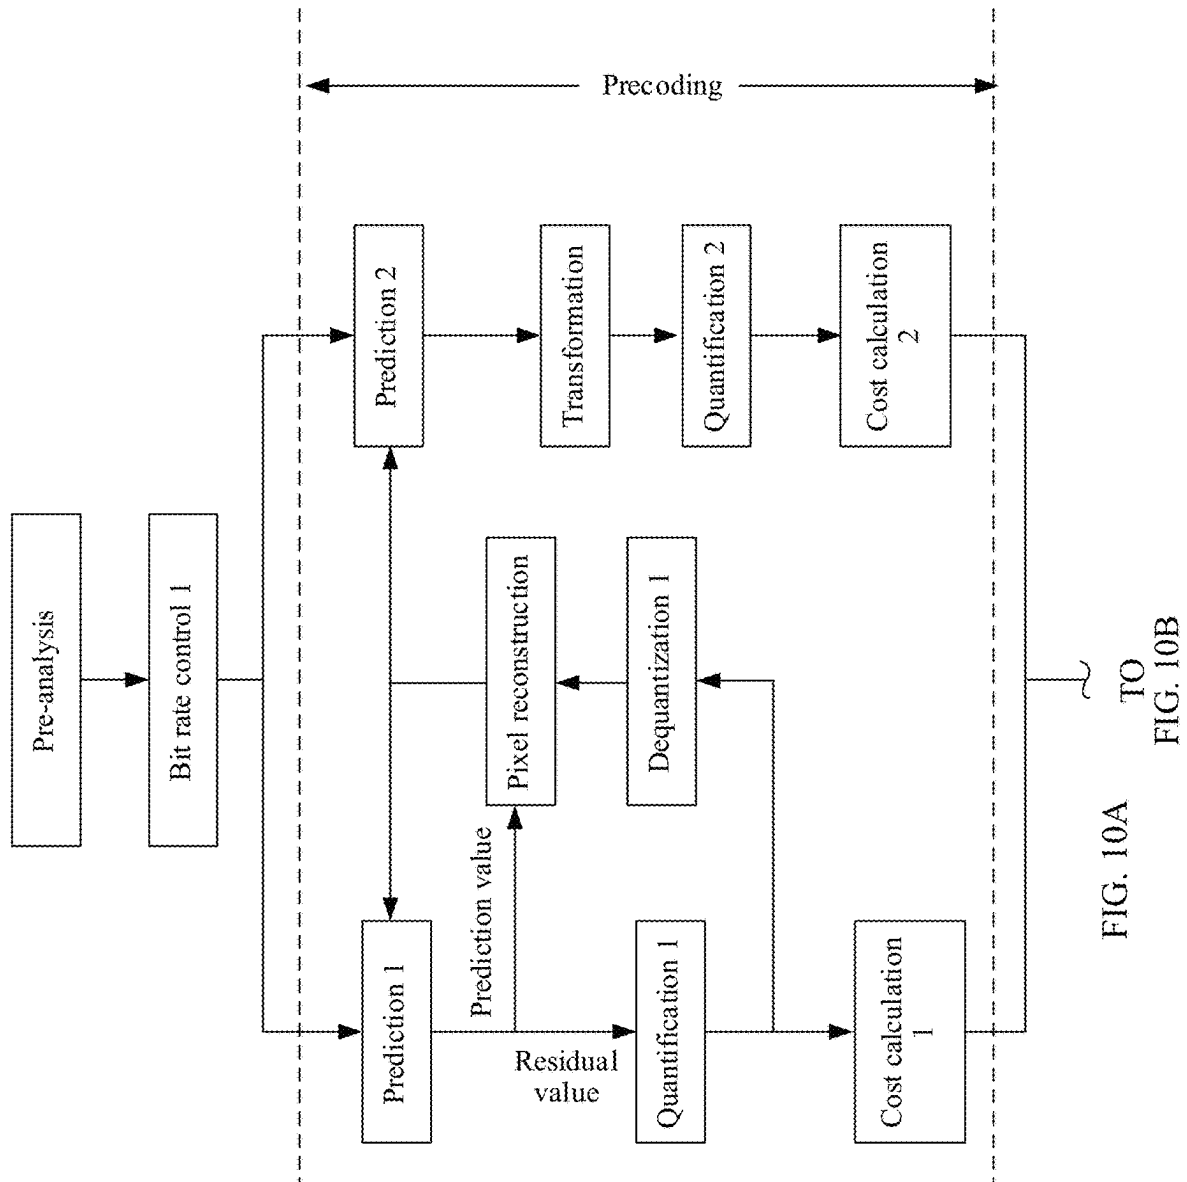 Precoding
Pre-analysis
Bit rate control 1
Prediction 2
Transformation
Quantification 2
Cost calculation
2
Pixel reconstruction
Dequantization 1
Prediction value
Prediction 1
Residual
value
Quantification 1
Cost calculation
1
TO
FIG. 10B
FIG. 10A